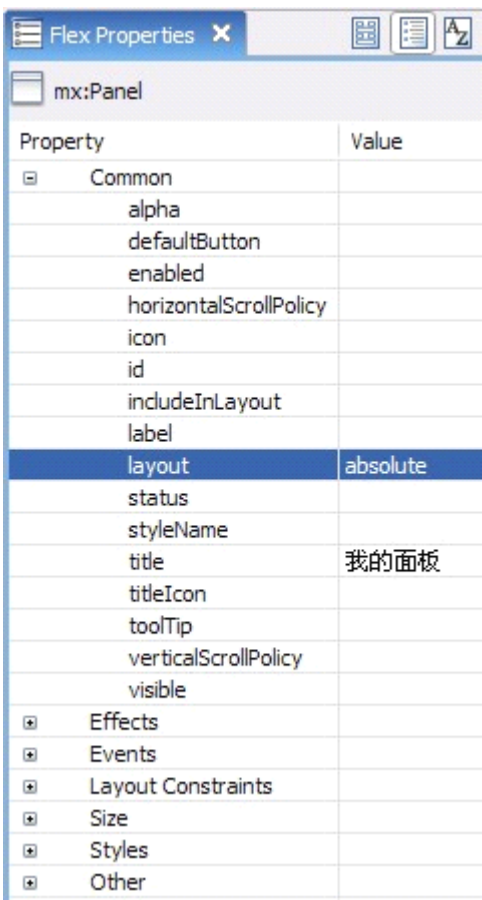 Flex Properties
mx:Panel
Property Value
Common
alpha
defaultButton
enabled
horizontalScrollPolicy
icon
id
includeInLayout
label
layout absolute
status
styleName
title 我的面板
titleIcon
toolTip
verticalScrollPolicy
visible
Effects
Events
Layout Constraints
Size
Styles
Other